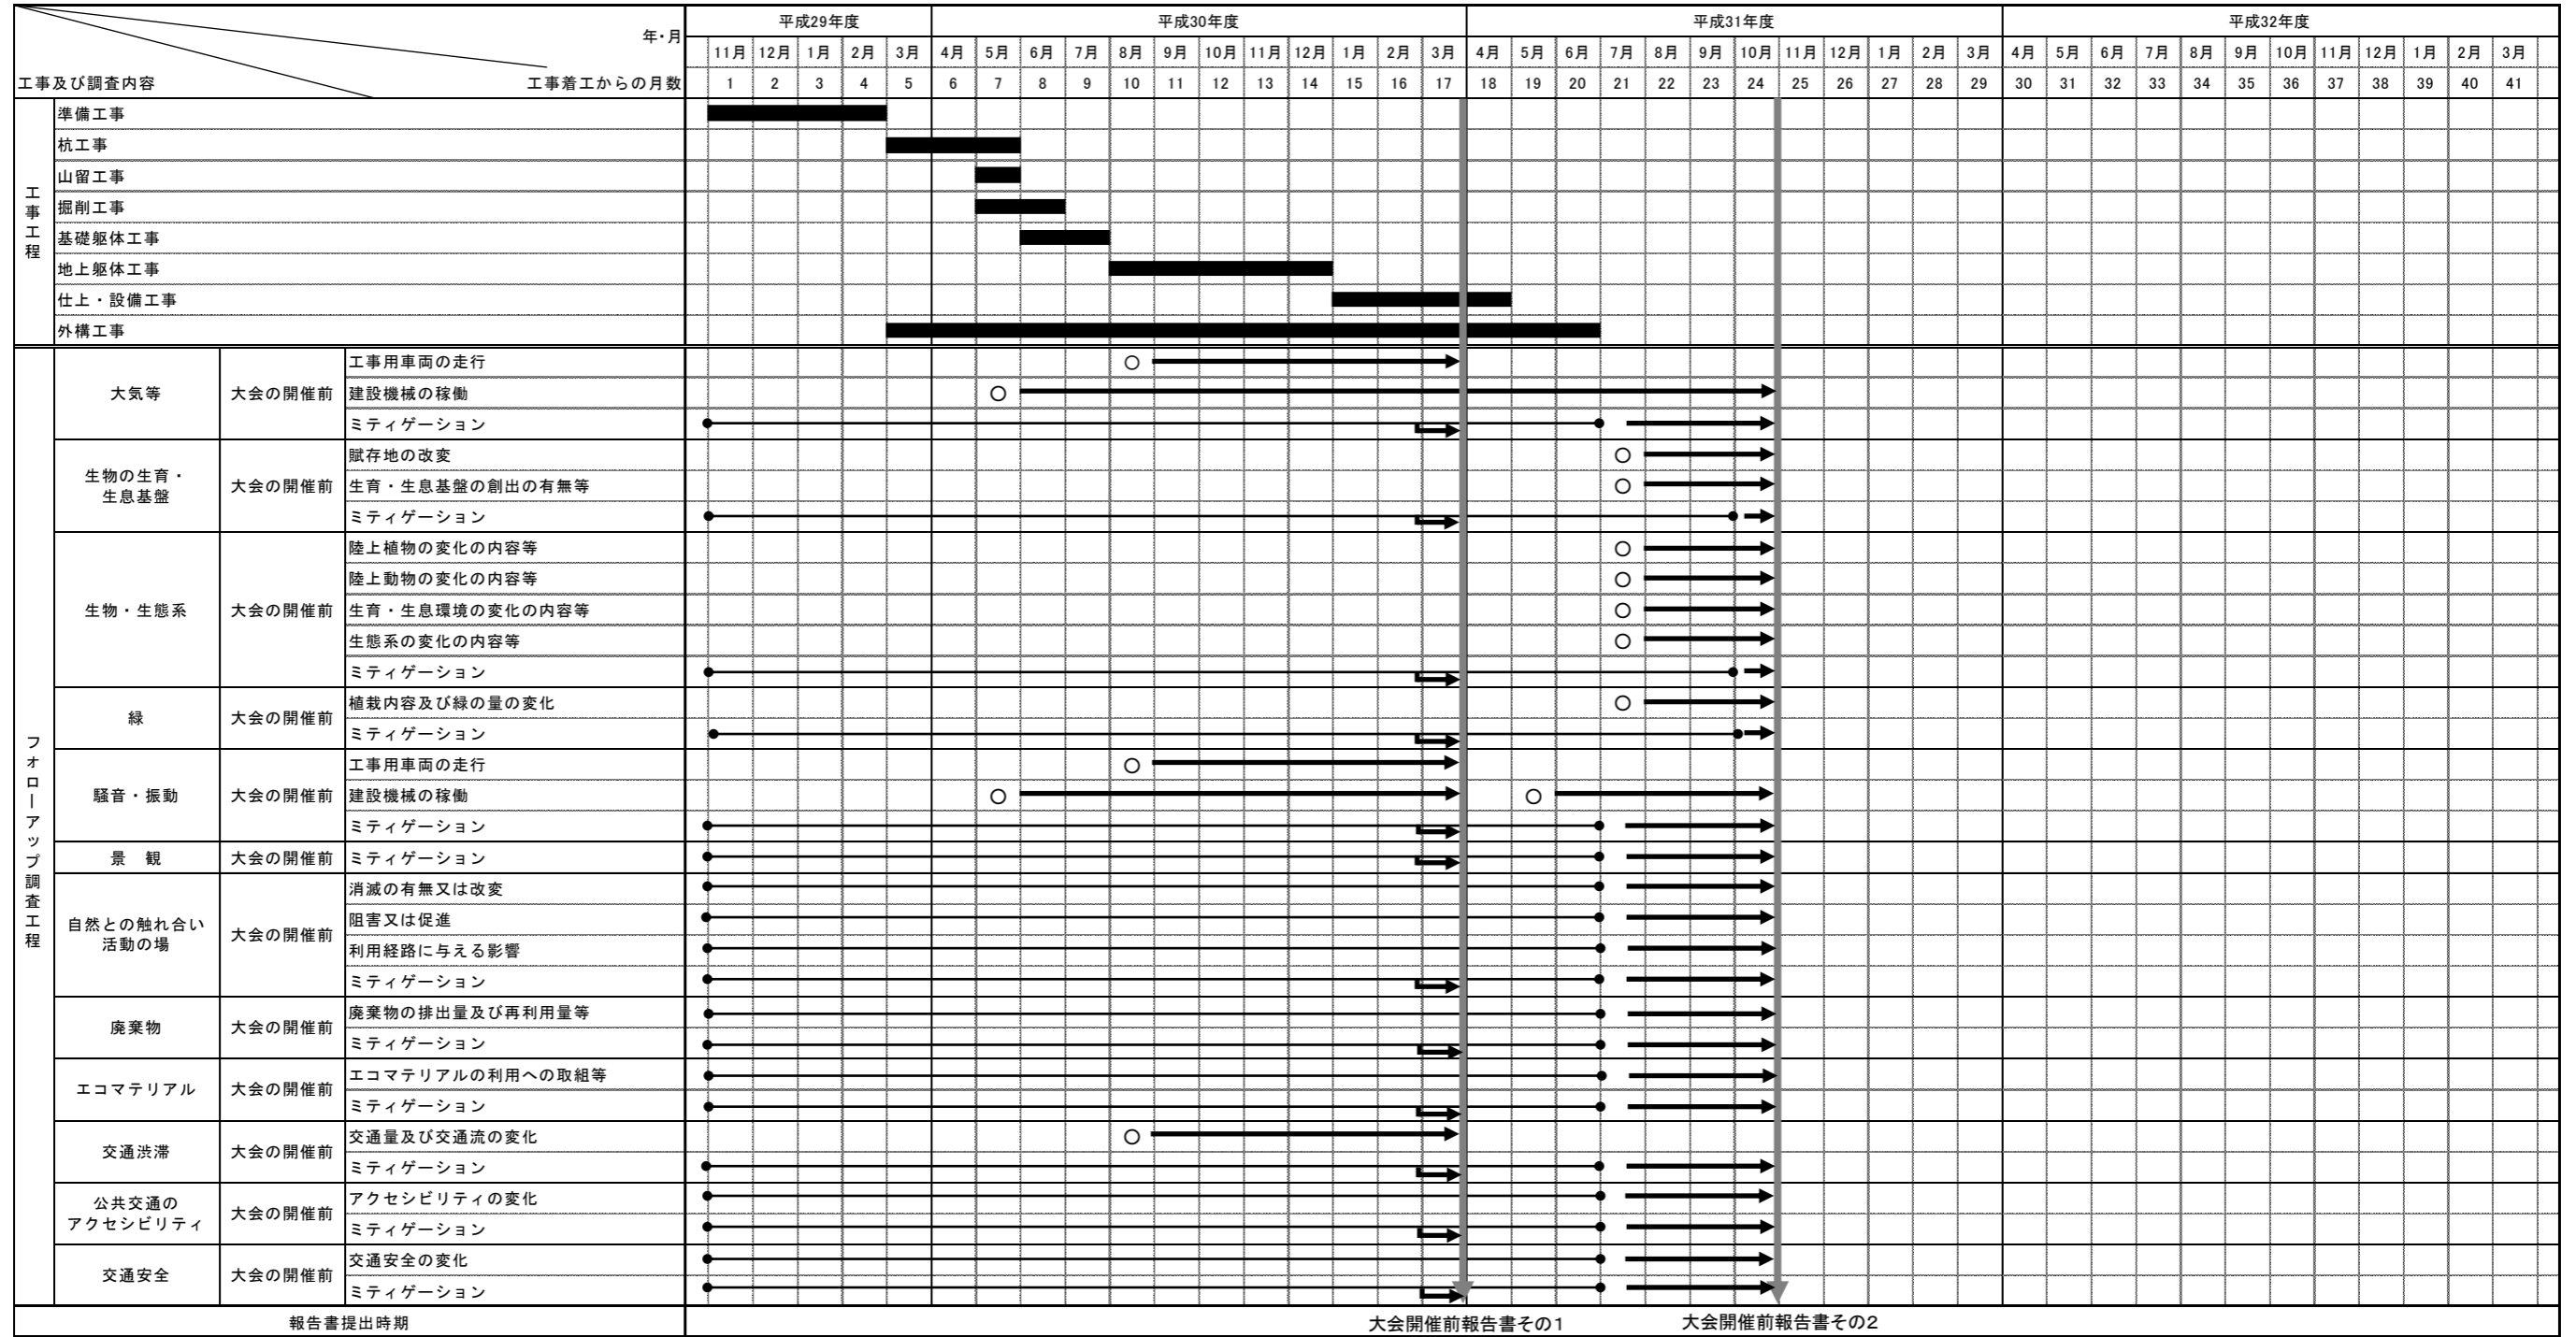 平成29年度 平成30年度 平成31年度 平成32年度
年・月
11月 12月 1月 2月 3月 4月 5月 6月 7月 8月 9月 10月 11月 12月 1月 2月 3月 4月 5月 6月 7月 8月 9月 10月 11月 12月 1月 2月 3月 4月 5月 6月 7月 8月 9月 10月 11月 12月 1月 2月 3月
工事及び調査内容 工事着工からの月数 1 2 3 4 5 6 7 8 9 10 11 12 13 14 15 16 17 18 19 20 21 22 23 24 25 26 27 28 29 30 31 32 33 34 35 36 37 38 39 40 41
工事工程
準備工事
杭工事
山留工事
掘削工事
基礎躯体工事
地上躯体工事
仕上・設備工事
外構工事
フォローアップ調査工程
大気等 大会の開催前
工事用車両の走行
建設機械の稼働
ミティゲーション
生物の生育・
生息基盤
大会の開催前
賦存地の改変
生育・生息基盤の創出の有無等
ミティゲーション
生物・生態系 大会の開催前
陸上植物の変化の内容等
陸上動物の変化の内容等
生育・生息環境の変化の内容等
生態系の変化の内容等
ミティゲーション
緑 大会の開催前
植栽内容及び緑の量の変化
ミティゲーション
騒音・振動 大会の開催前
工事用車両の走行
建設機械の稼働
ミティゲーション
景 観 大会の開催前 ミティゲーション
自然との触れ合い
活動の場
大会の開催前
消滅の有無又は改変
阻害又は促進
利用経路に与える影響
ミティゲーション
廃棄物 大会の開催前
廃棄物の排出量及び再利用量等
ミティゲーション
エコマテリアル 大会の開催前
エコマテリアルの利用への取組等
ミティゲーション
交通渋滞 大会の開催前
交通量及び交通流の変化
ミティゲーション
公共交通の
アクセシビリティ
大会の開催前
アクセシビリティの変化
ミティゲーション
交通安全 大会の開催前
交通安全の変化
ミティゲーション
報告書提出時期 大会開催前報告書その1 大会開催前報告書その2